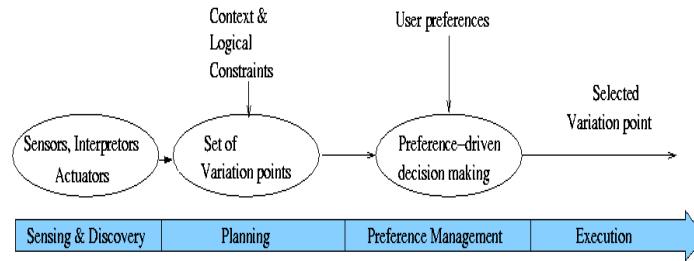 Context &
Logical
Constraints
User preferences
Selected
Variation point
Sensors, Interpretors
Actuators
Set of
Variation points
Preference–driven
decision making
Sensing & Discovery
Planning
Preference Management
Execution